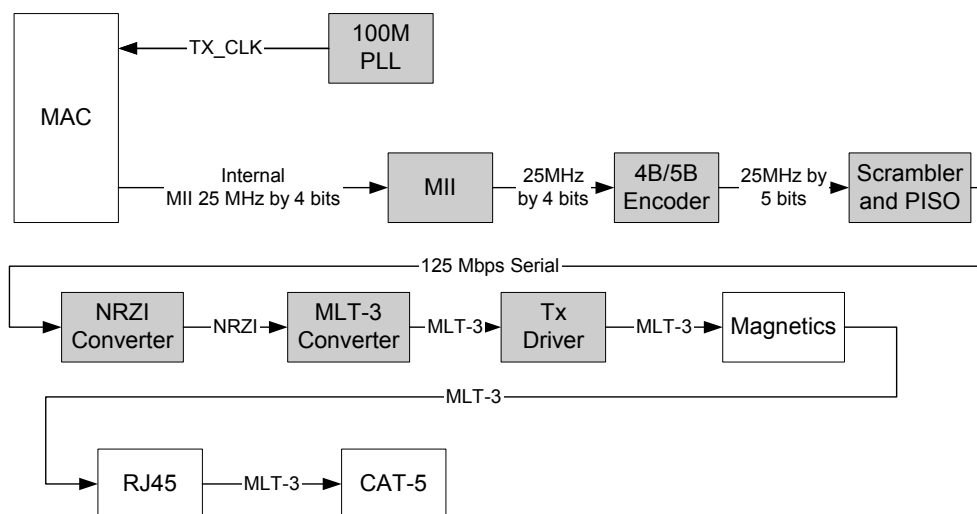 100M
PLL
TX_CLK
MAC
Internal
MII 25 MHz by 4 bits
MII
25MHz
by 4 bits
4B/5B
Encoder
25MHz by
5 bits
Scrambler
and PISO
125 Mbps Serial
NRZI
Converter
NRZI
MLT-3
Converter
MLT-3
Tx
Driver
MLT-3
Magnetics
MLT-3
RJ45
MLT-3
CAT-5